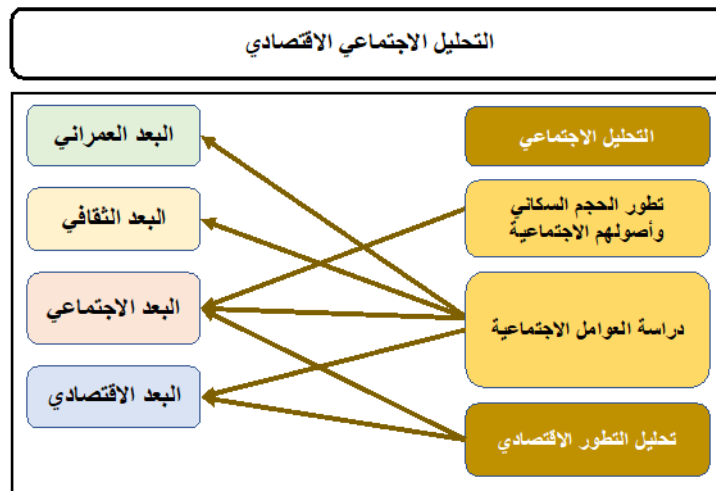 التحليل الاجتماعي الاقتصادي
التحليل الاجتماعي
تطور الحجم السكاني
وأصولهم الاجتماعية
دراسة العوامل الاجتماعية
تحليل التطور الاقتصادي
البعد العمراني
البعد الثقافي
البعد الاجتماعي
البعد الاقتصادي